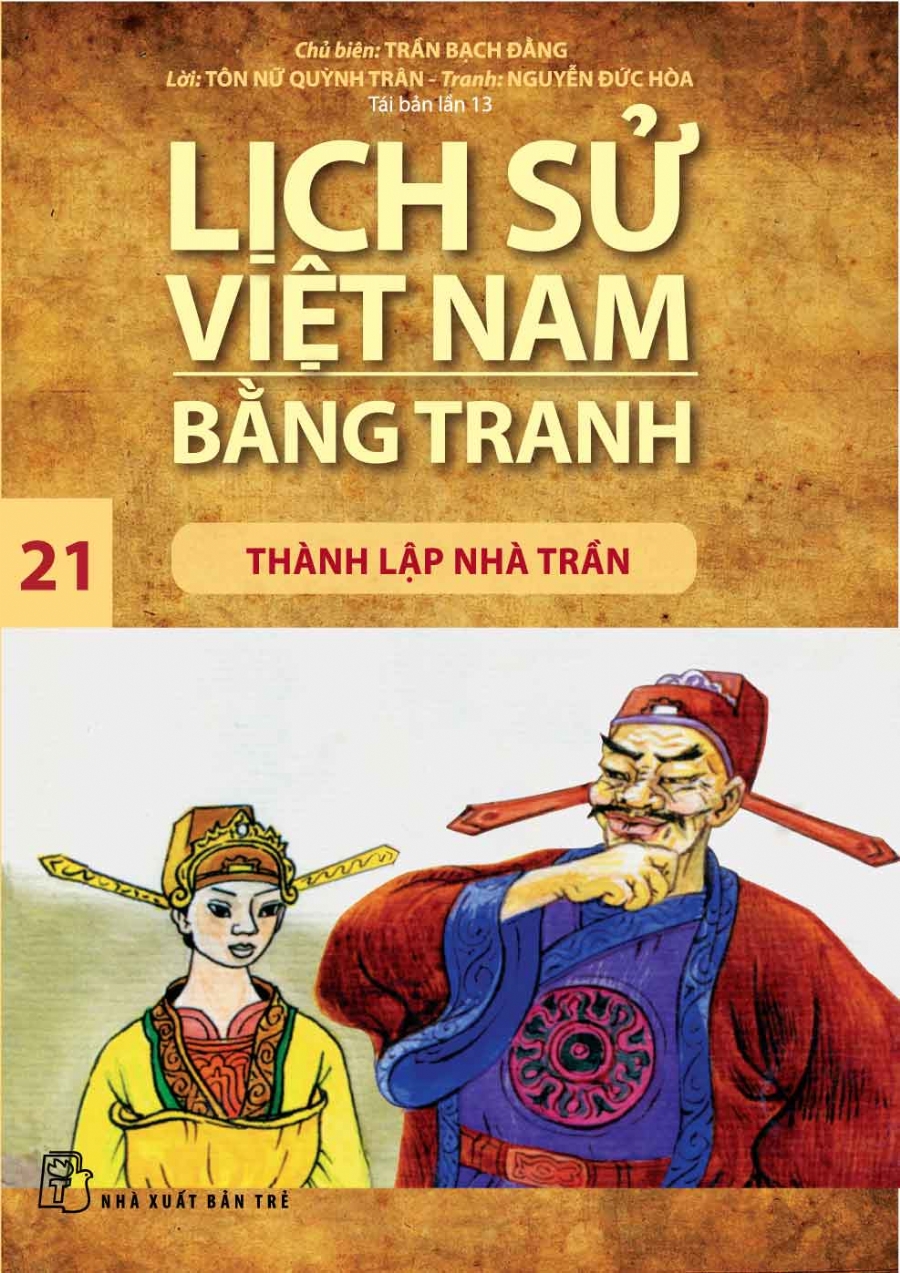 Chủ biên: TRẦN BẠCH ĐẰNG
Lời: TÔN NỮ QUỲNH TRÂN - Tranh: NGUYỄN ĐỨC HÒA
Tái bản lần 13
LỊCH SỬ
VIỆT NAM
BẰNG TRANH
21
THÀNH LẬP NHÀ TRẦN
NT
NHÀ XUẤT BẢN TRẺ